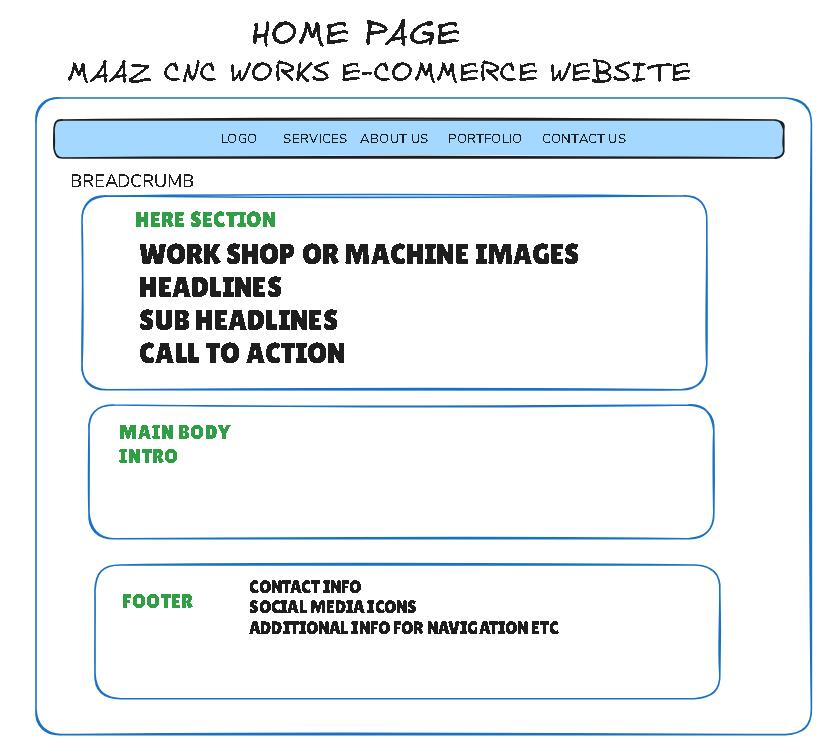 HOME PAGE
MAAZ CNC WORKS E-COMMERCE WEBSITE
LOGO SERVICES ABOUT US PORTFOLIO CONTACT US
BREADCRUMB
HERE SECTION
WORK SHOP OR MACHINE IMAGES
HEADLINES
SUB HEADLINES
CALL TO ACTION
MAIN BODY
INTRO
FOOTER
CONTACT INFO
SOCIAL MEDIA ICONS
ADDITIONAL INFO FOR NAVIGATION ETC